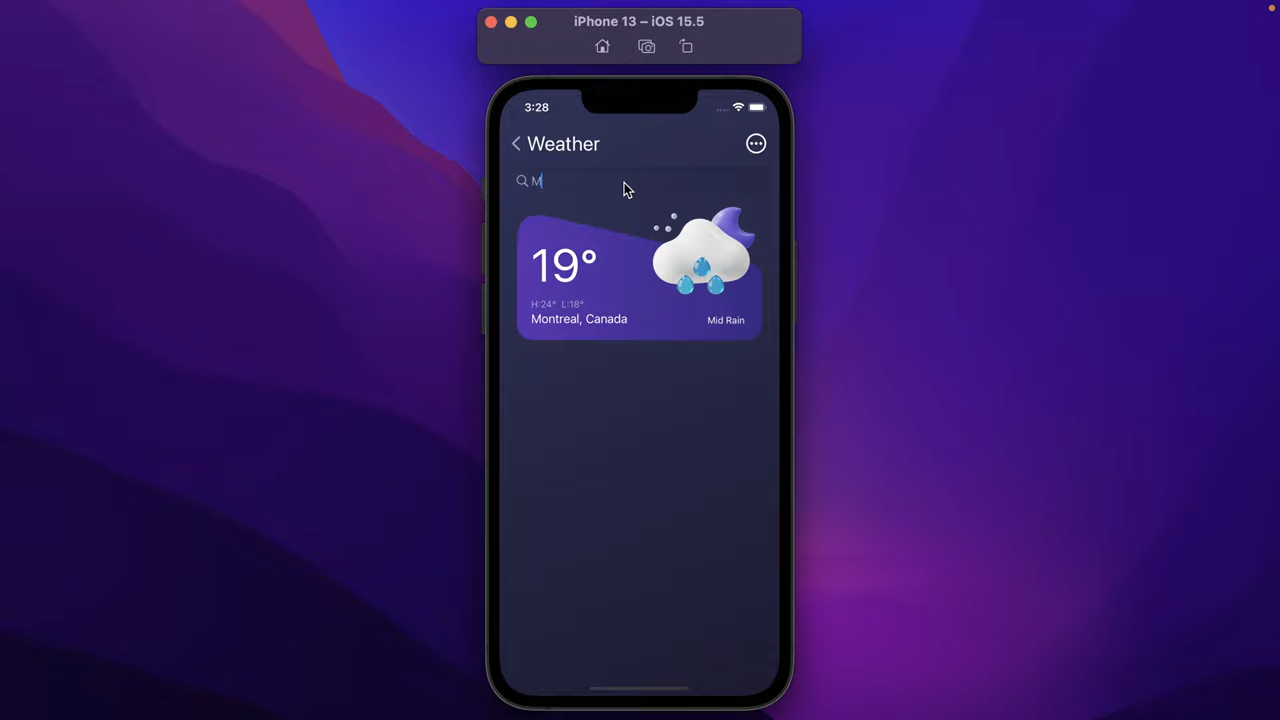 iPhone 13 – iOS 15.5
3:28
Weather
M
19°
H:24° L:18°
Montreal, Canada
Mid Rain